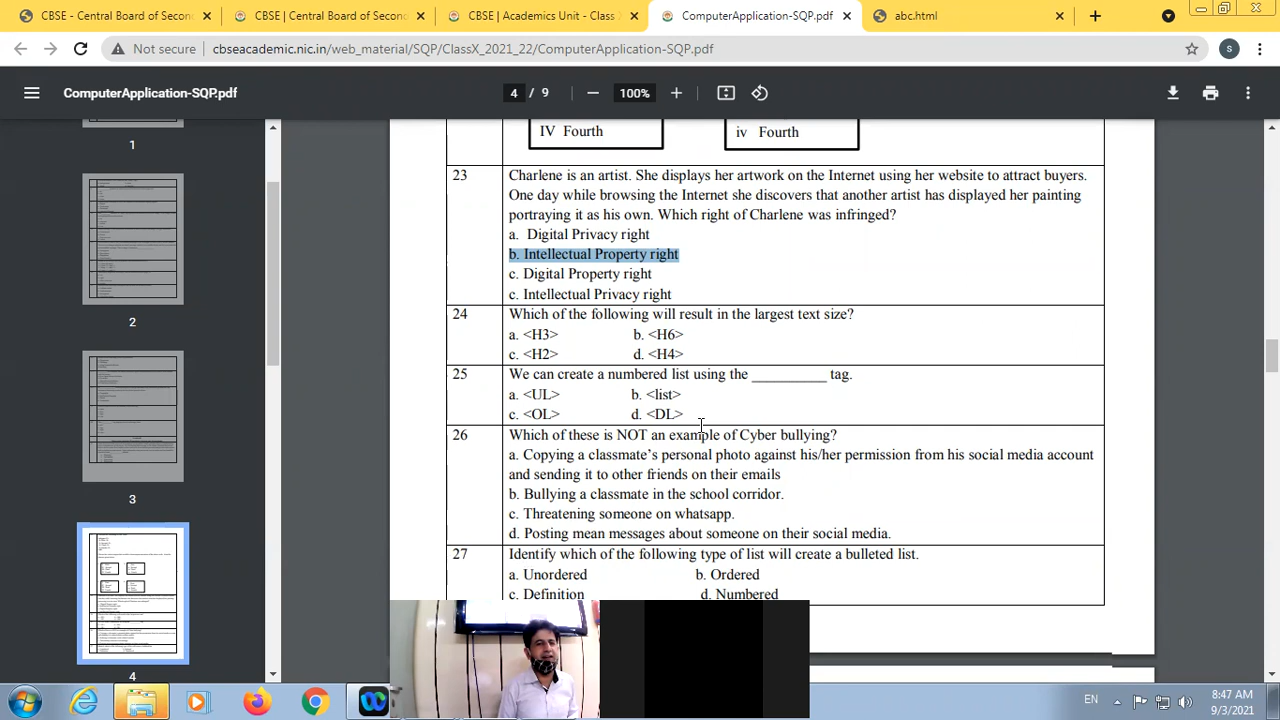 CBSE - Central Board of Secon
CBSE | Central Board of Secon
CBSE | Academics Unit - Class X
ComputerApplication-SQP.pdf
abc.html
Not secure
cbseacademic.nic.in/web_material/SQP/ClassX_2021_22/ComputerApplication-SQP.pdf
S
ComputerApplication-SQP.pdf
4 / 9
100%
1
2
3
4
IV Fourth
iv Fourth
23 Charlene is an artist. She displays her artwork on the Internet using her website to attract buyers.
One day while browsing the Internet she discovers that another artist has displayed her painting
portraying it as his own. Which right of Charlene was infringed?
a. Digital Privacy right
b. Intellectual Property right
c. Digital Property right
c. Intellectual Privacy right
24 Which of the following will result in the largest text size?
a. <H3> b. <H6>
c. <H2> d. <H4>
25 We can create a numbered list using the __________ tag.
a. <UL> b. <list>
c. <OL> d. <DL>
26 Which of these is NOT an example of Cyber bullying?
a. Copying a classmate’s personal photo against his/her permission from his social media account
and sending it to other friends on their emails
b. Bullying a classmate in the school corridor.
c. Threatening someone on whatsapp.
d. Posting mean messages about someone on their social media.
27 Identify which of the following type of list will create a bulleted list.
a. Unordered b. Ordered
c. Definition d. Numbered
EN
8:47 AM
9/3/2021